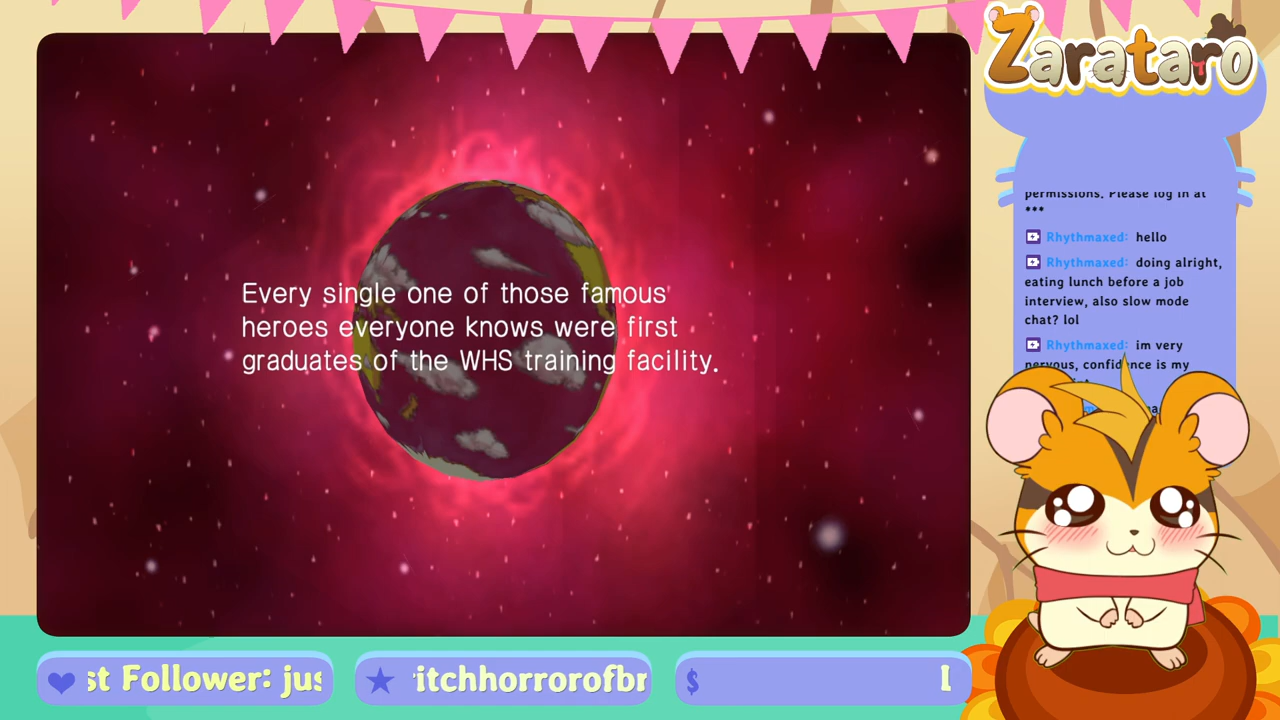 Zarataro
permissions. Please log in at
***
Rhythmaxed: hello
Rhythmaxed: doing alright,
eating lunch before a job
interview, also slow mode
chat? lol
Rhythmaxed: im very
nervous, confidence is my
Every single one of those famous
heroes everyone knows were first
graduates of the WHS training facility.
st Follower: jus
itchhorrorofbr
$